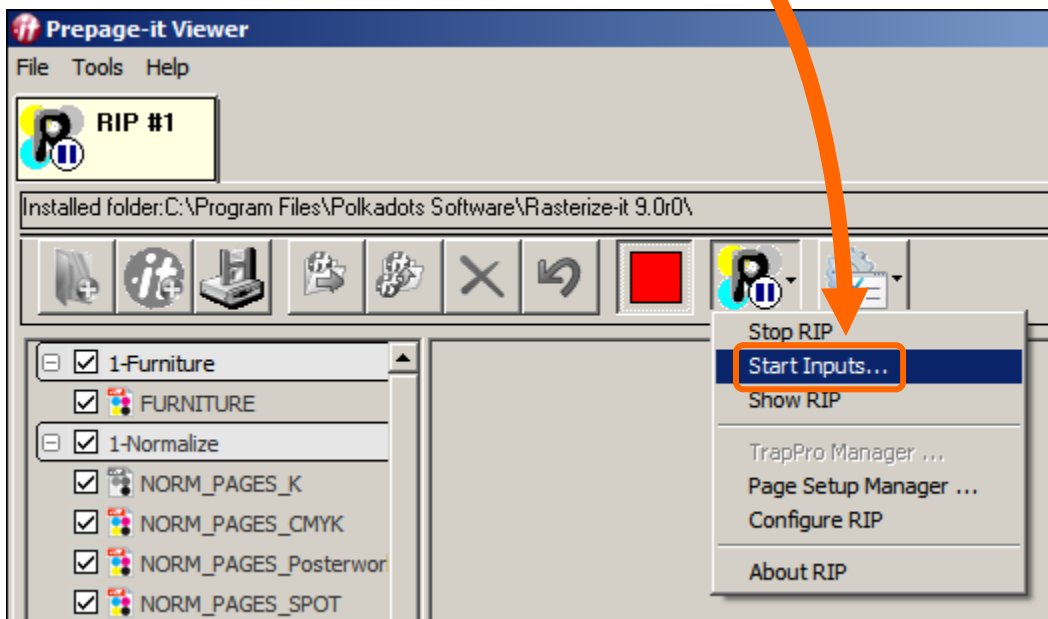 Prepage-it Viewer
File Tools Help
RIP #1
Installed folder:C:\Program Files\Polkadots Software\Rasterize-it 9.0r0\
Stop RIP
Start Inputs...
Show RIP
TrapPro Manager ...
Page Setup Manager ...
Configure RIP
About RIP
1-Furniture
FURNITURE
1-Normalize
NORM_PAGES_K
NORM_PAGES_CMYK
NORM_PAGES_Posterwor
NORM_PAGES_SPOT